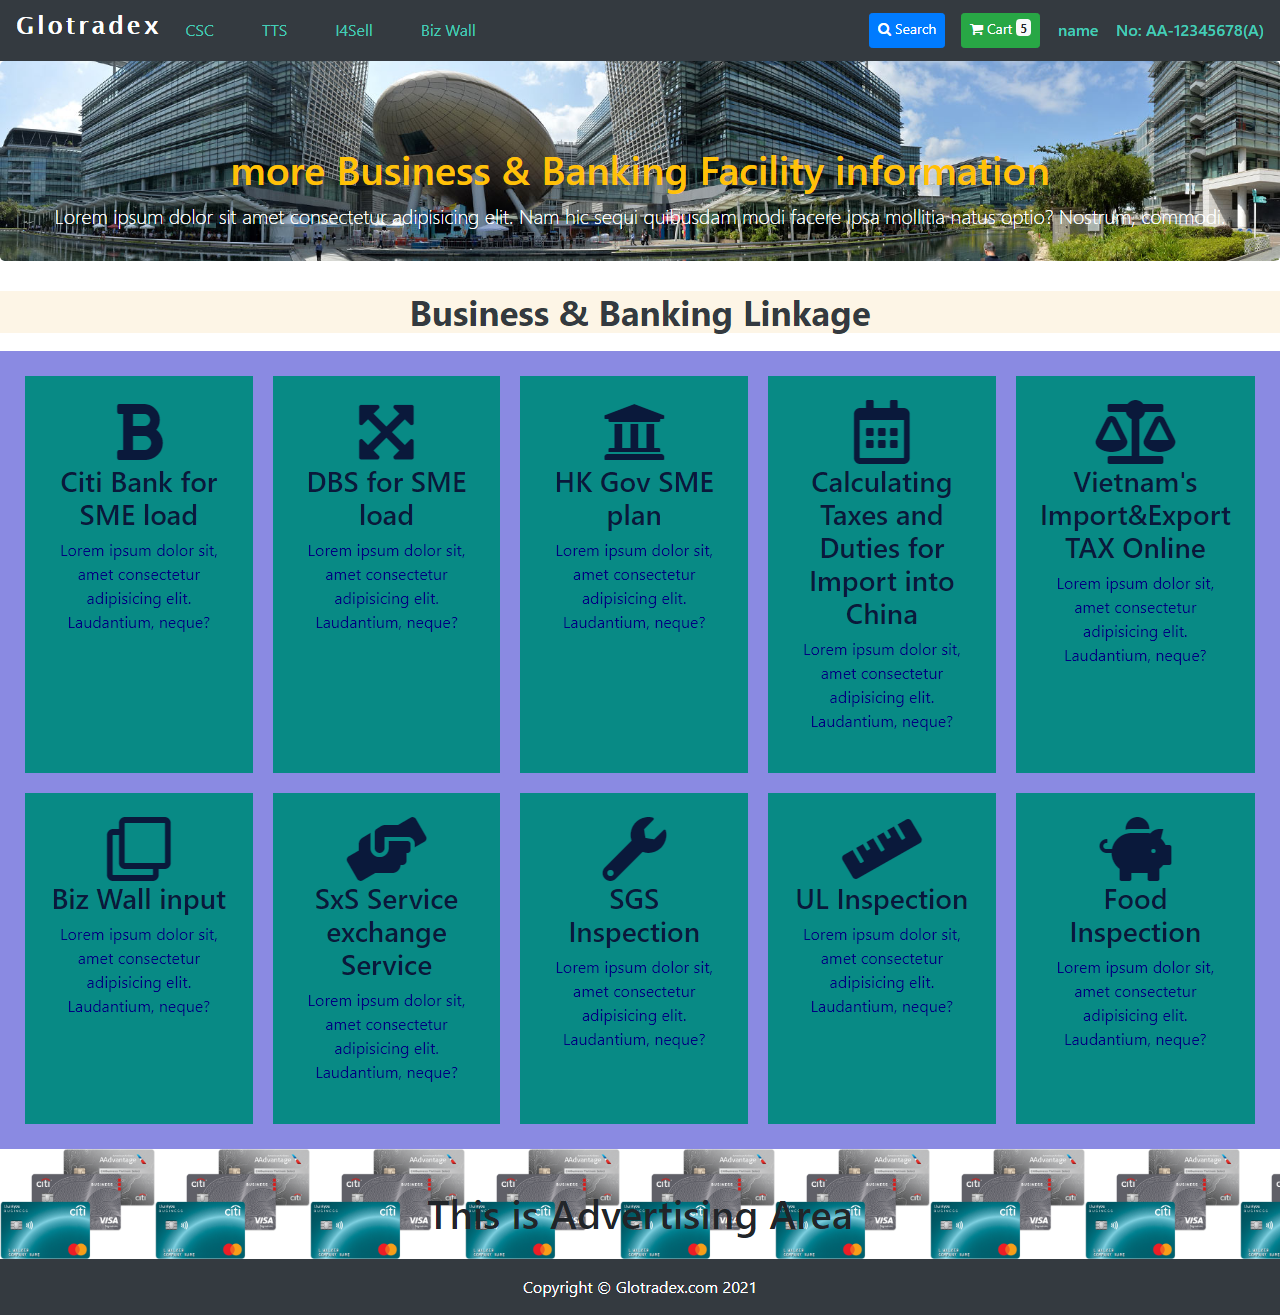 Glotradex CSC TTS I4Sell Biz Wall Search Cart 5 name No: AA-12345678(A)
more Business & Banking Facility information
Lorem ipsum dolor sit amet consectetur adipisicing elit. Nam hic sequi quibusdam modi facere ipsa mollitia natus optio? Nostrum, commodi.
Business & Banking Linkage
Citi Bank for
SME load
Lorem ipsum dolor sit,
amet consectetur
adipisicing elit.
Laudantium, neque?
DBS for SME
load
Lorem ipsum dolor sit,
amet consectetur
adipisicing elit.
Laudantium, neque?
HK Gov SME
plan
Lorem ipsum dolor sit,
amet consectetur
adipisicing elit.
Laudantium, neque?
Calculating
Taxes and
Duties for
Import into
China
Lorem ipsum dolor sit,
amet consectetur
adipisicing elit.
Laudantium, neque?
Vietnam's
Import&Export
TAX Online
Lorem ipsum dolor sit,
amet consectetur
adipisicing elit.
Laudantium, neque?
Biz Wall input
Lorem ipsum dolor sit,
amet consectetur
adipisicing elit.
Laudantium, neque?
SxS Service
exchange
Service
Lorem ipsum dolor sit,
amet consectetur
adipisicing elit.
Laudantium, neque?
SGS
Inspection
Lorem ipsum dolor sit,
amet consectetur
adipisicing elit.
Laudantium, neque?
UL Inspection
Lorem ipsum dolor sit,
amet consectetur
adipisicing elit.
Laudantium, neque?
Food
Inspection
Lorem ipsum dolor sit,
amet consectetur
adipisicing elit.
Laudantium, neque?
This is Advertising Area
Copyright © Glotradex.com 2021